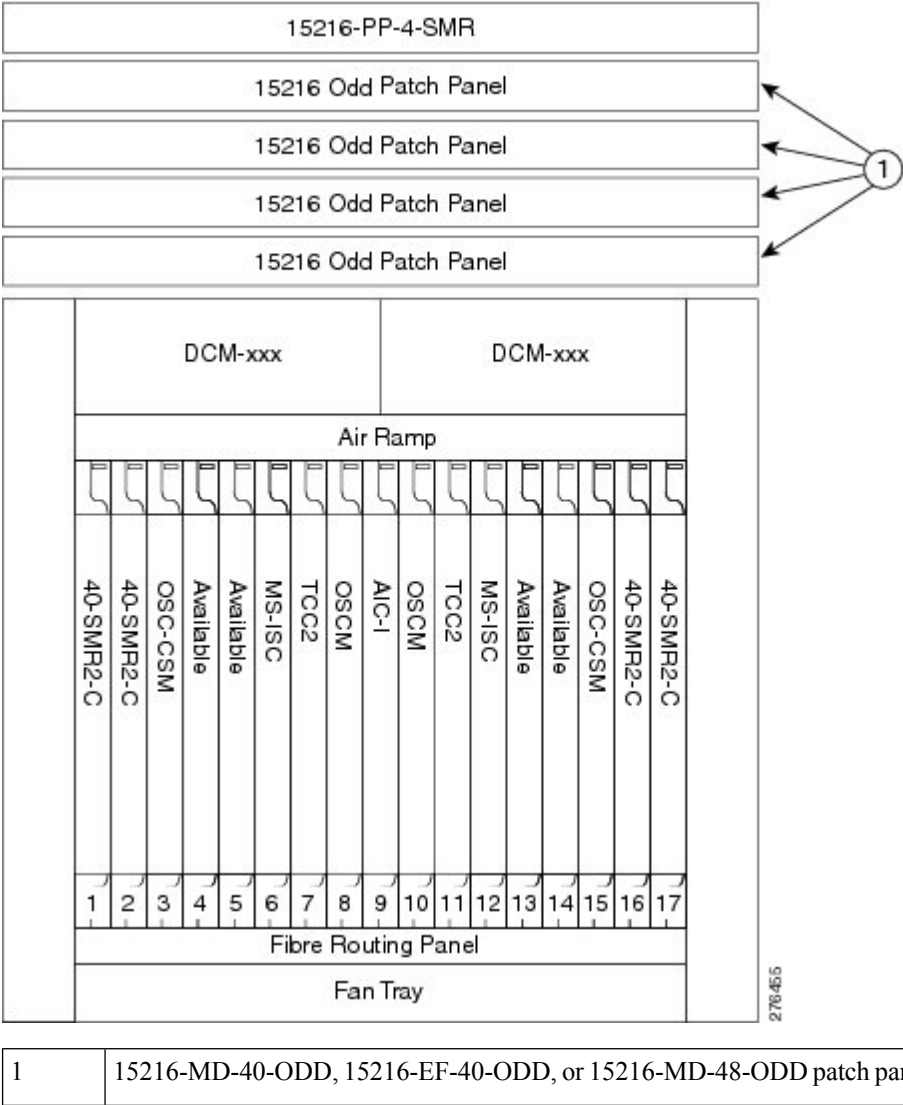 15216-PP-4-SMR
15216 Odd Patch Panel
15216 Odd Patch Panel
15216 Odd Patch Panel
15216 Odd Patch Panel
1
DCM-xxx DCM-xxx
Air Ramp
40-SMR2-C
40-SMR2-C
OSC-CSM
Available
Available
MS-ISC
TCC2
OSCM
AIC-I
OSCM
TCC2
MS-ISC
Available
Available
OSC-CSM
40-SMR2-C
40-SMR2-C
1 2 3 4 5 6 7 8 9 10 11 12 13 14 15 16 17
Fibre Routing Panel
Fan Tray
276455
1 15216-MD-40-ODD, 15216-EF-40-ODD, or 15216-MD-48-ODD patch